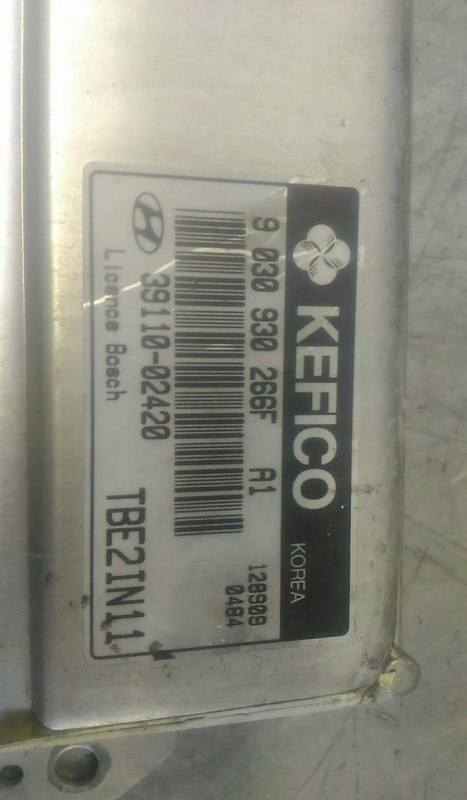 KEFICO KOREA
9 030 930 266F A1 128909
0484
39110-02420
Licence Bosch
TBE2IN11